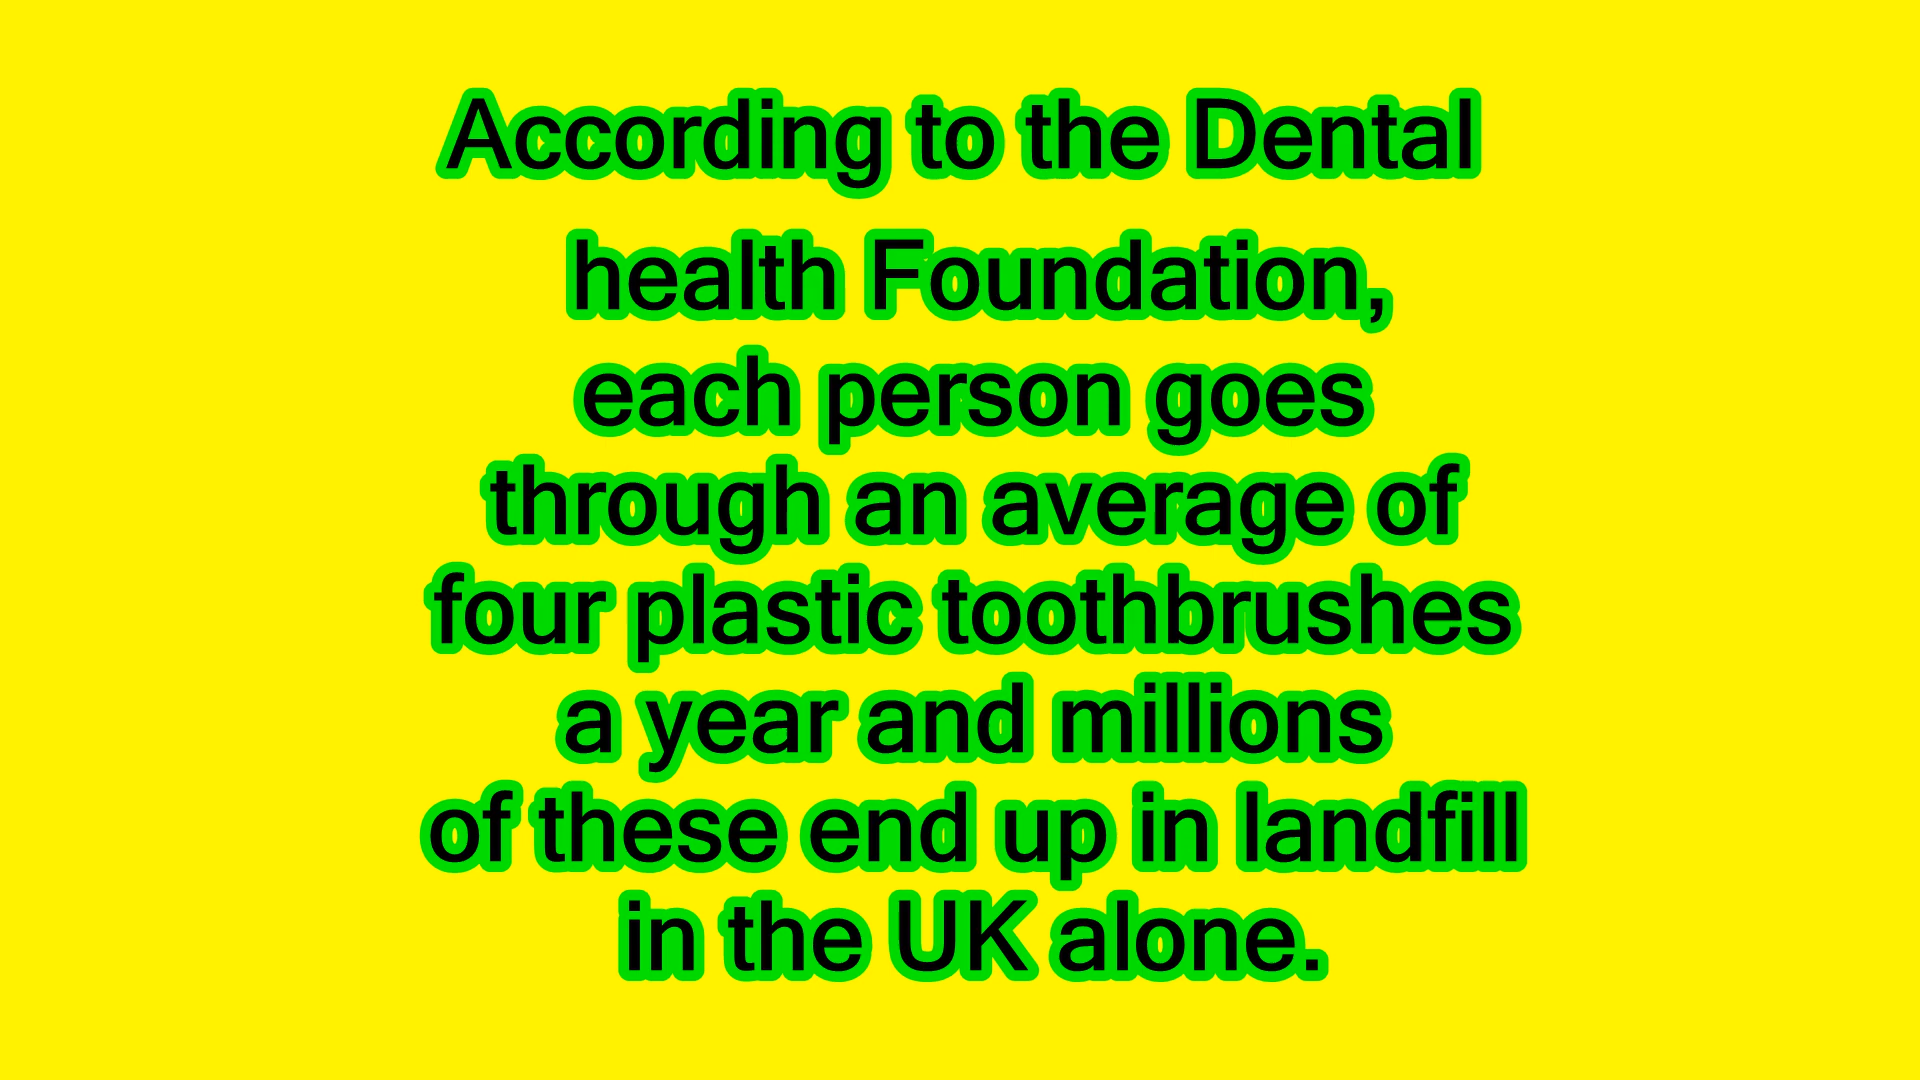 According to the Dental
health Foundation,
each person goes
through an average of
four plastic toothbrushes
a year and millions
of these end up in landfill
in the UK alone.